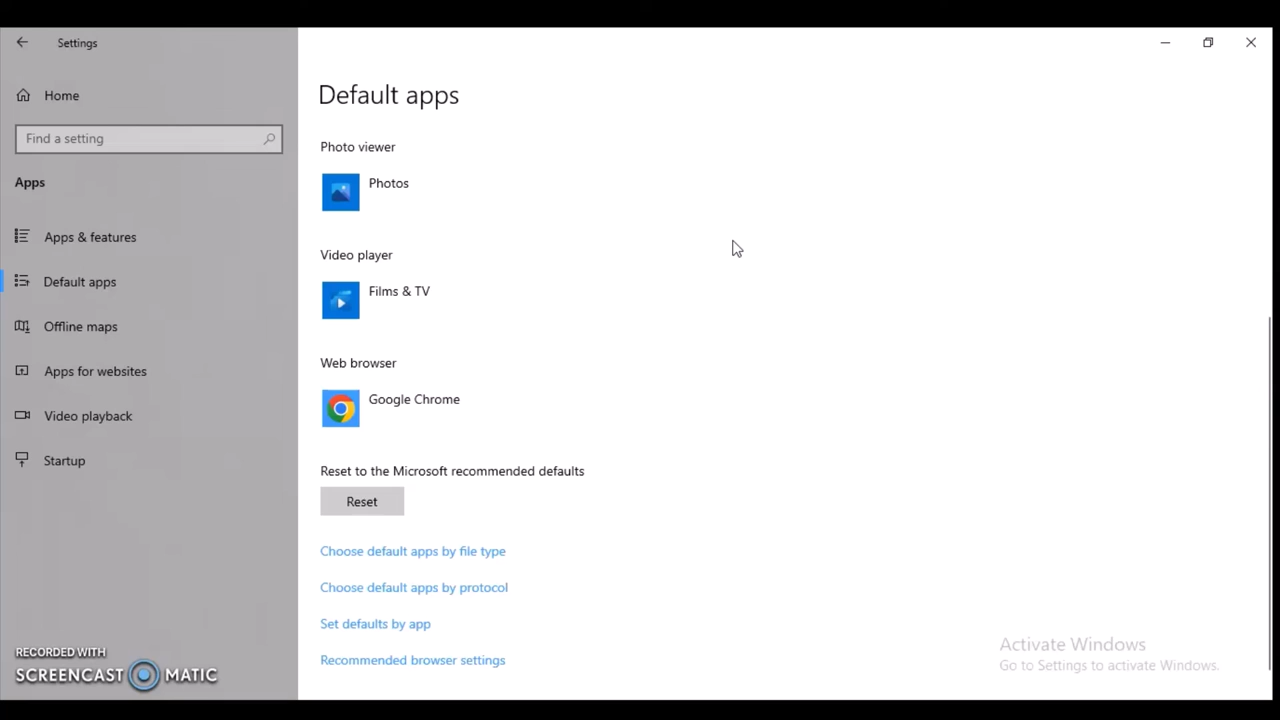 Settings
Home
Find a setting
Apps
Apps & features
Default apps
Offline maps
Apps for websites
Video playback
Startup
RECORDED WITH
SCREENCAST MATIC
Default apps
Photo viewer
Photos
Video player
Films & TV
Web browser
Google Chrome
Reset to the Microsoft recommended defaults
Reset
Choose default apps by file type
Choose default apps by protocol
Set defaults by app
Recommended browser settings
Activate Windows
Go to Settings to activate Windows.